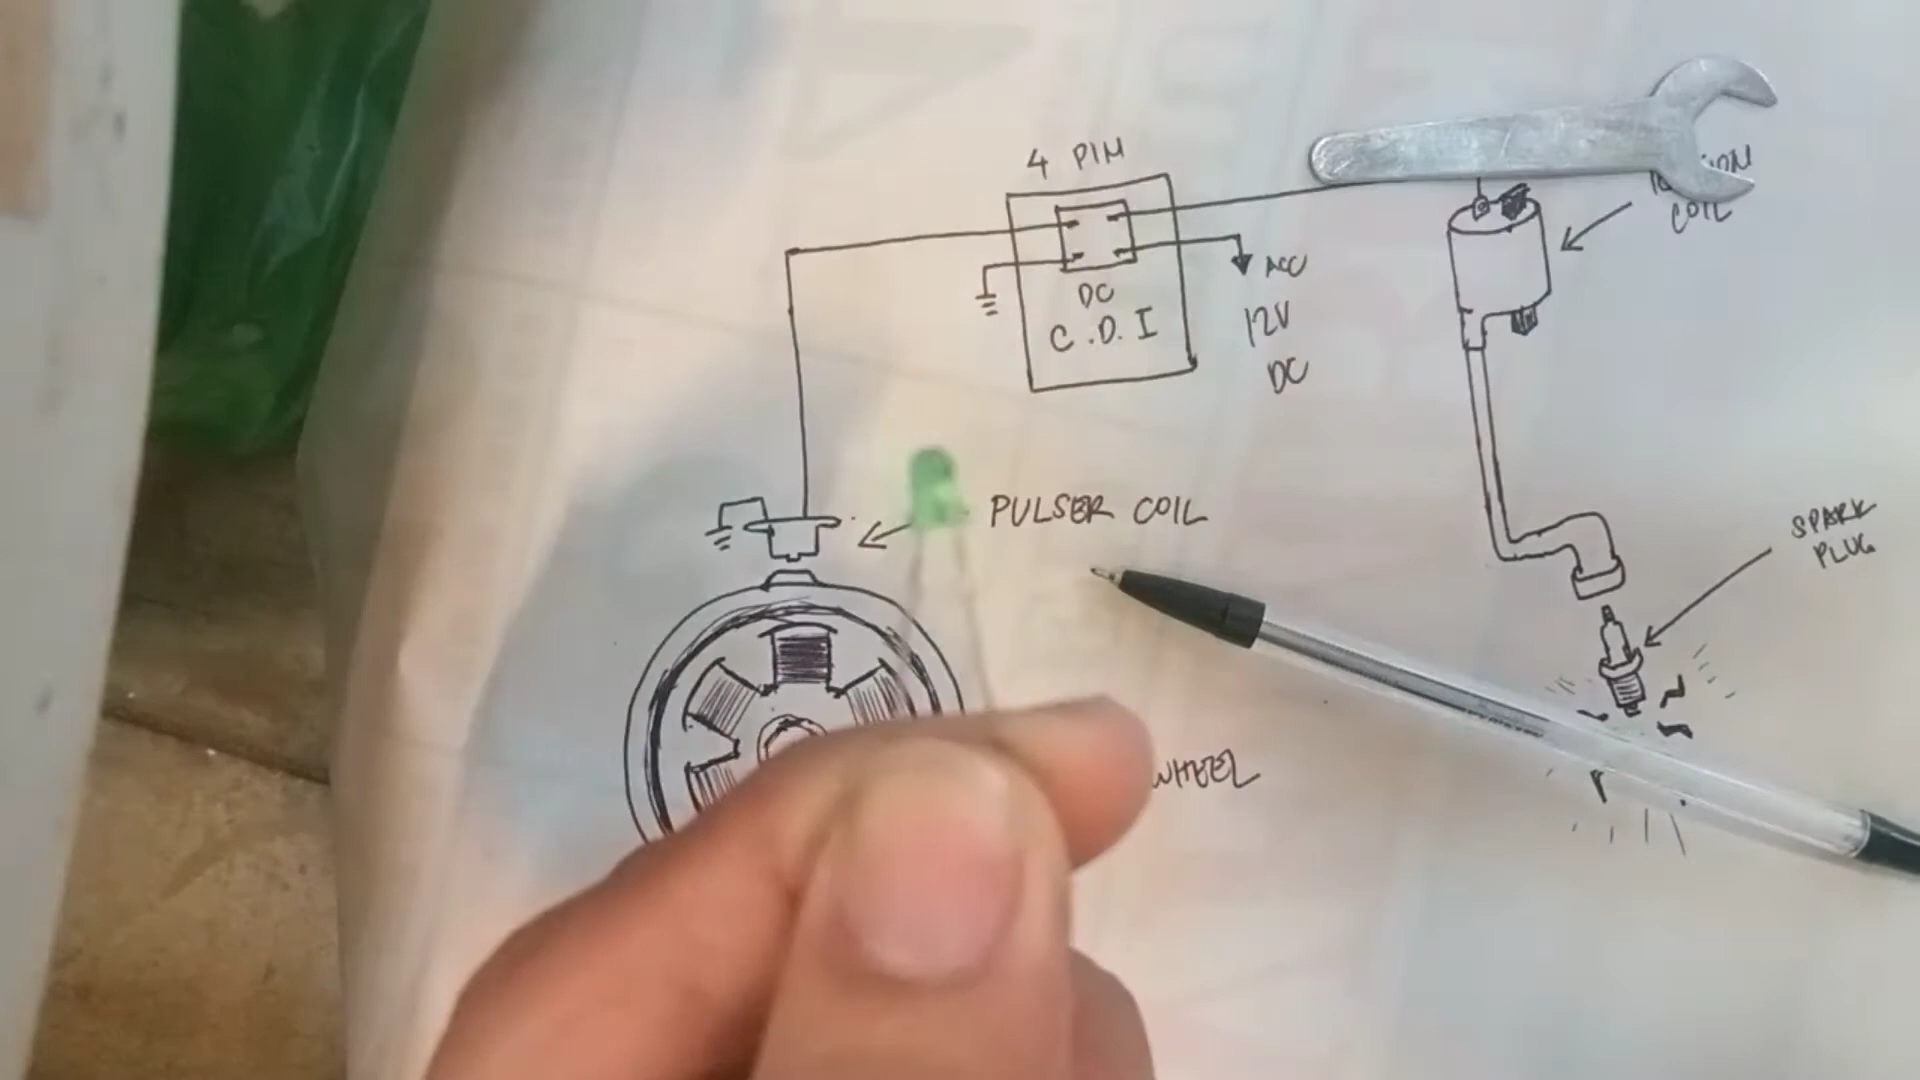 4 PIN
DC
C.D.I
ACC
12V
DC
COIL
PULSER COIL
SPARK
PLUG
WHEEL